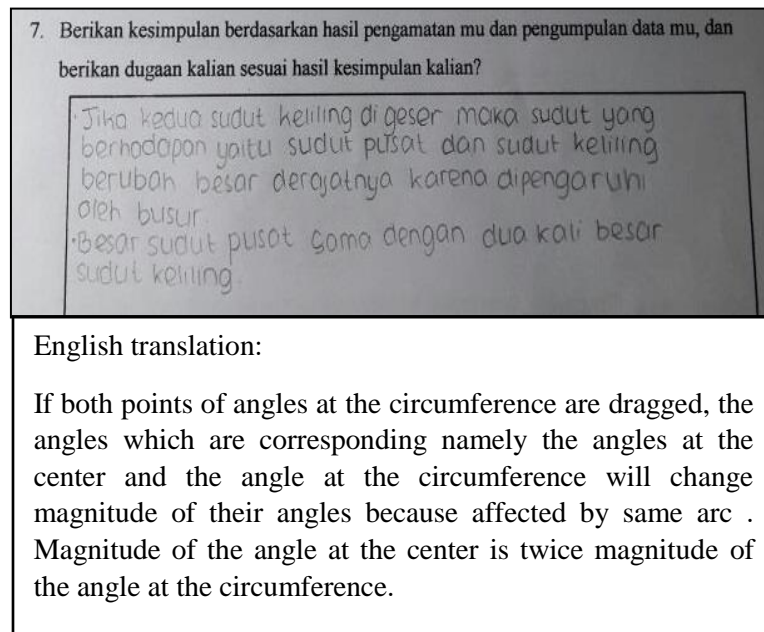 7. Berikan kesimpulan berdasarkan hasil pengamatan mu dan pengumpulan data mu, dan
berikan dugaan kalian sesuai hasil kesimpulan kalian?
·Jika kedua sudut keliling di geser maka sudut yang
berhadapan yaitu sudut pusat dan sudut keliling
berubah besar derajatnya karena dipengaruhi
oleh busur
·Besar sudut pusat sama dengan dua kali besar
sudut keliling.
English translation:
If both points of angles at the circumference are dragged, the
angles which are corresponding namely the angles at the
center and the angle at the circumference will change
magnitude of their angles because affected by same arc .
Magnitude of the angle at the center is twice magnitude of
the angle at the circumference.